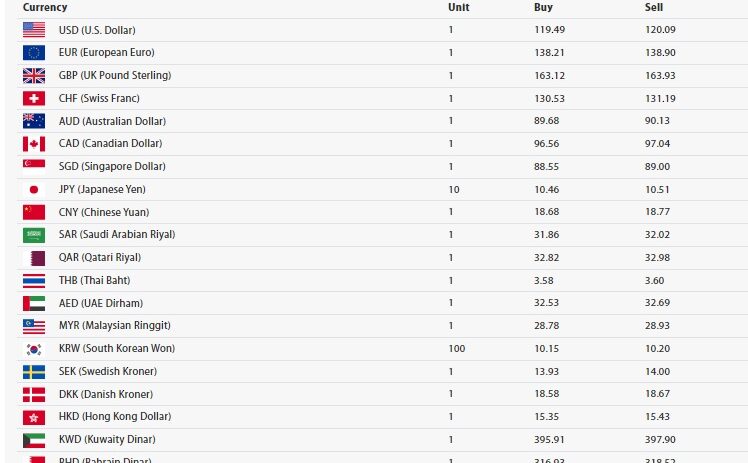 Currency Unit Buy Sell
USD (U.S. Dollar) 1 119.49 120.09
EUR (European Euro) 1 138.21 138.90
GBP (UK Pound Sterling) 1 163.12 163.93
CHF (Swiss Franc) 1 130.53 131.19
AUD (Australian Dollar) 1 89.68 90.13
CAD (Canadian Dollar) 1 96.56 97.04
SGD (Singapore Dollar) 1 88.55 89.00
JPY (Japanese Yen) 10 10.46 10.51
CNY (Chinese Yuan) 1 18.68 18.77
SAR (Saudi Arabian Riyal) 1 31.86 32.02
QAR (Qatari Riyal) 1 32.82 32.98
THB (Thai Baht) 1 3.58 3.60
AED (UAE Dirham) 1 32.53 32.69
MYR (Malaysian Ringgit) 1 28.78 28.93
KRW (South Korean Won) 100 10.15 10.20
SEK (Swedish Kroner) 1 13.93 14.00
DKK (Danish Kroner) 1 18.58 18.67
HKD (Hong Kong Dollar) 1 15.35 15.43
KWD (Kuwaity Dinar) 1 395.91 397.90
BHD (Bahrain Dinar) 1 316.93 318.52